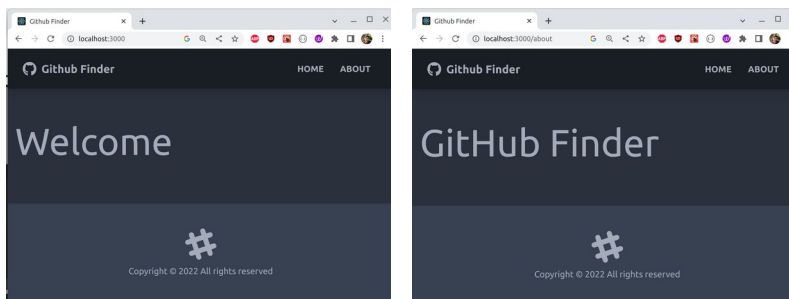 Github Finder
localhost:3000
Github Finder
HOME ABOUT
Welcome
Copyright © 2022 All rights reserved
Github Finder
localhost:3000/about
Github Finder
HOME ABOUT
GitHub Finder
Copyright © 2022 All rights reserved